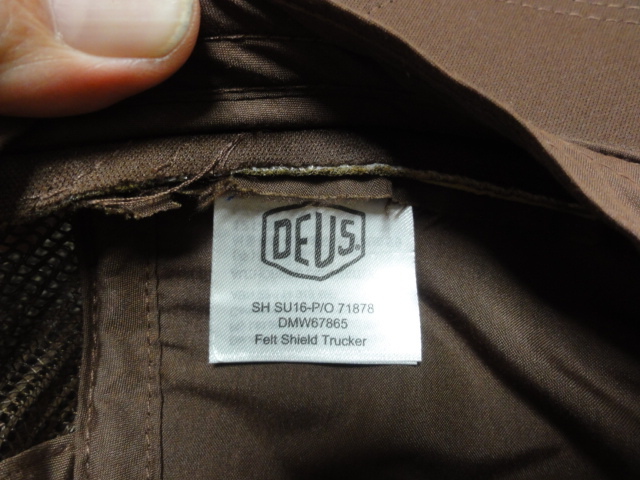 DEUS
SH SU16-P/O 71878
DMW67865
Felt Shield Trucker